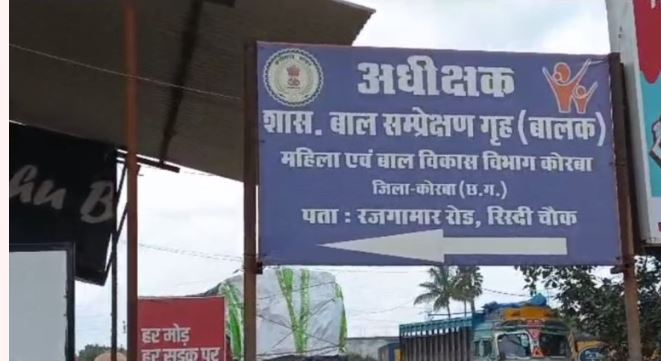 अधीक्षक
शास. बाल सम्प्रेक्षण गृह (बालक)
महिला एवं बाल विकास विभाग कोरबा
जिला-कोरबा (छ.ग.)
पता : रजगामार रोड, रिस्दी चौक
हर मोड़
हर सड़क पर